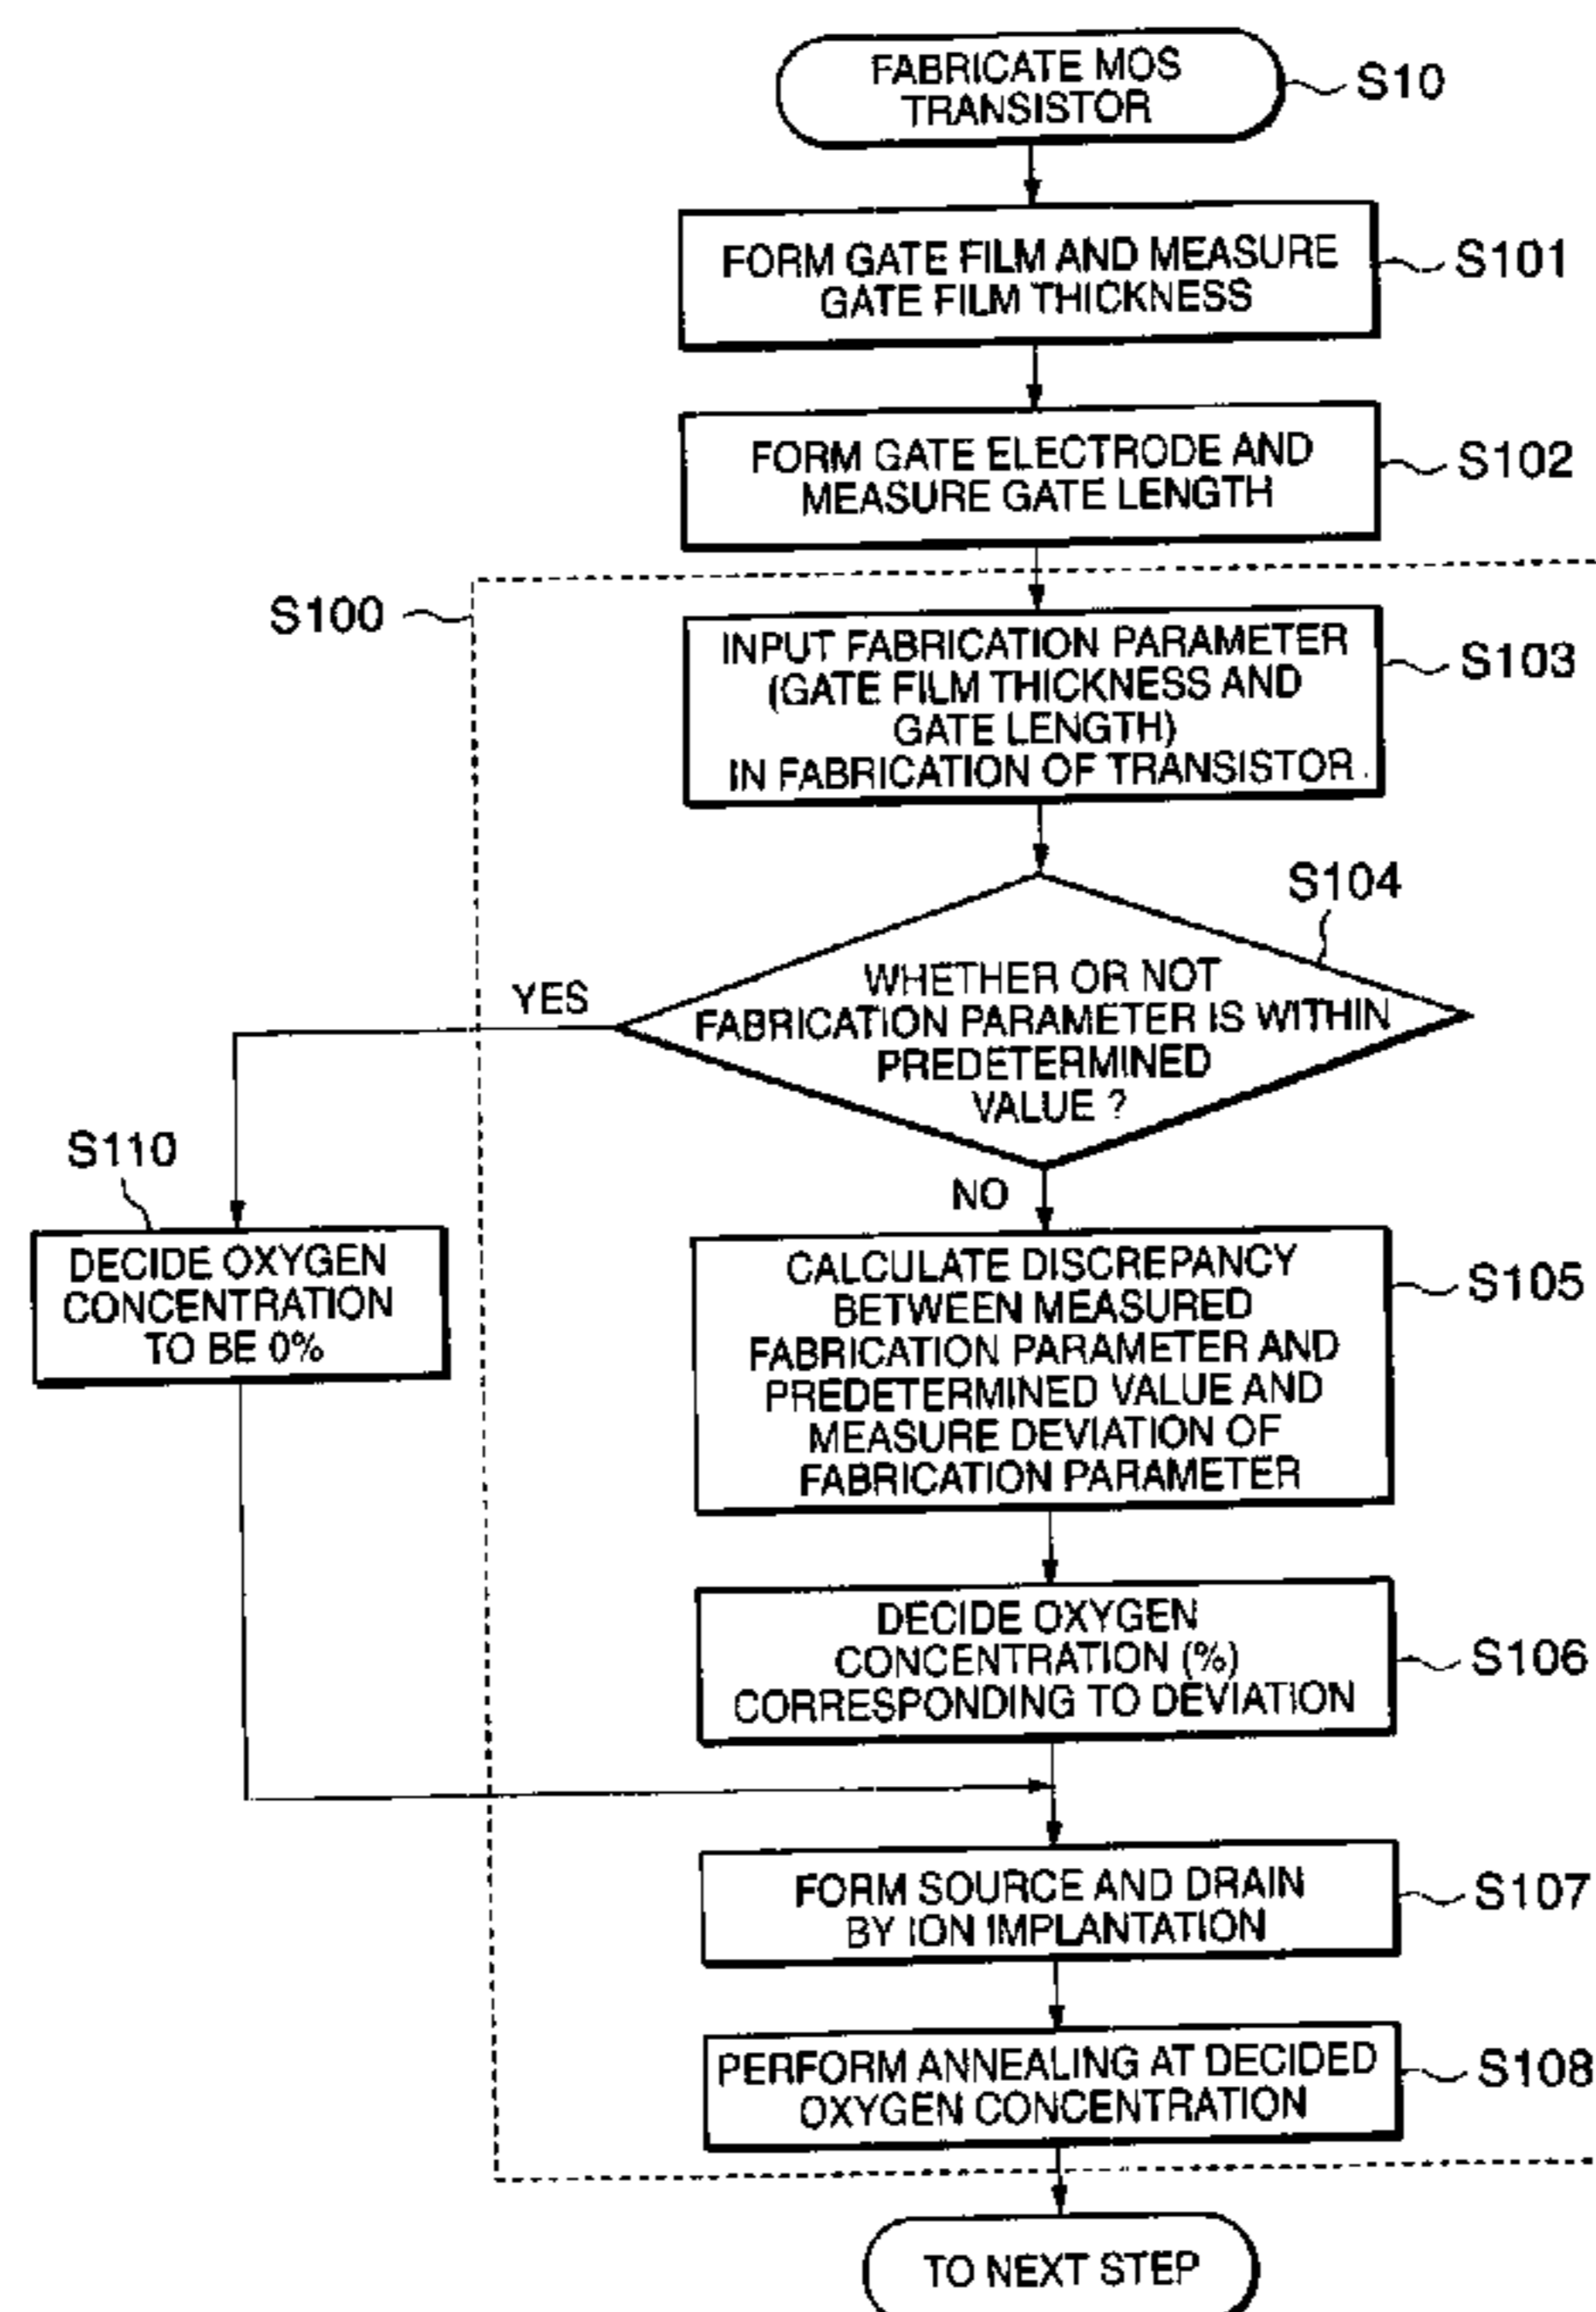 FABRICATE MOS
TRANSISTOR
S10
FORM GATE FILM AND MEASURE
GATE FILM THICKNESS
S101
FORM GATE ELECTRODE AND
MEASURE GATE LENGTH
S102
S100
INPUT FABRICATION PARAMETER
(GATE FILM THICKNESS AND
GATE LENGTH)
IN FABRICATION OF TRANSISTOR
S103
S104
WHETHER OR NOT
FABRICATION PARAMETER IS WITHIN
PREDETERMINED
VALUE ?
YES
NO
S110
DECIDE OXYGEN
CONCENTRATION
TO BE 0%
CALCULATE DISCREPANCY
BETWEEN MEASURED
FABRICATION PARAMETER AND
PREDETERMINED VALUE AND
MEASURE DEVIATION OF
FABRICATION PARAMETER
S105
DECIDE OXYGEN
CONCENTRATION (%)
CORRESPONDING TO DEVIATION
S106
FORM SOURCE AND DRAIN
BY ION IMPLANTATION
S107
PERFORM ANNEALING AT DECIDED
OXYGEN CONCENTRATION
S108
TO NEXT STEP